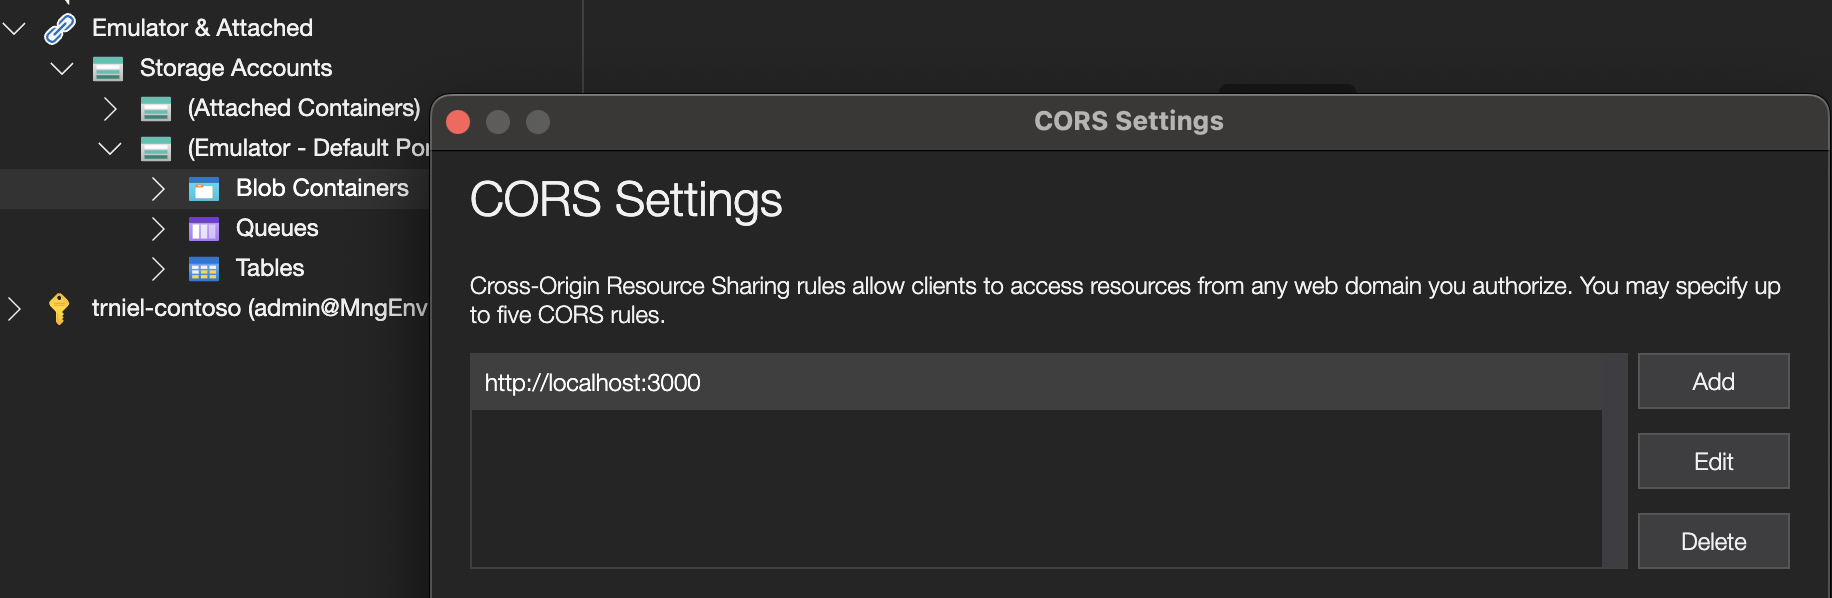 Emulator & Attached
Storage Accounts
(Attached Containers)
(Emulator - Default Por
Blob Containers
Queues
Tables
trniel-contoso (admin@MngEnv
CORS Settings
CORS Settings
Cross-Origin Resource Sharing rules allow clients to access resources from any web domain you authorize. You may specify up
to five CORS rules.
http://localhost:3000
Add
Edit
Delete